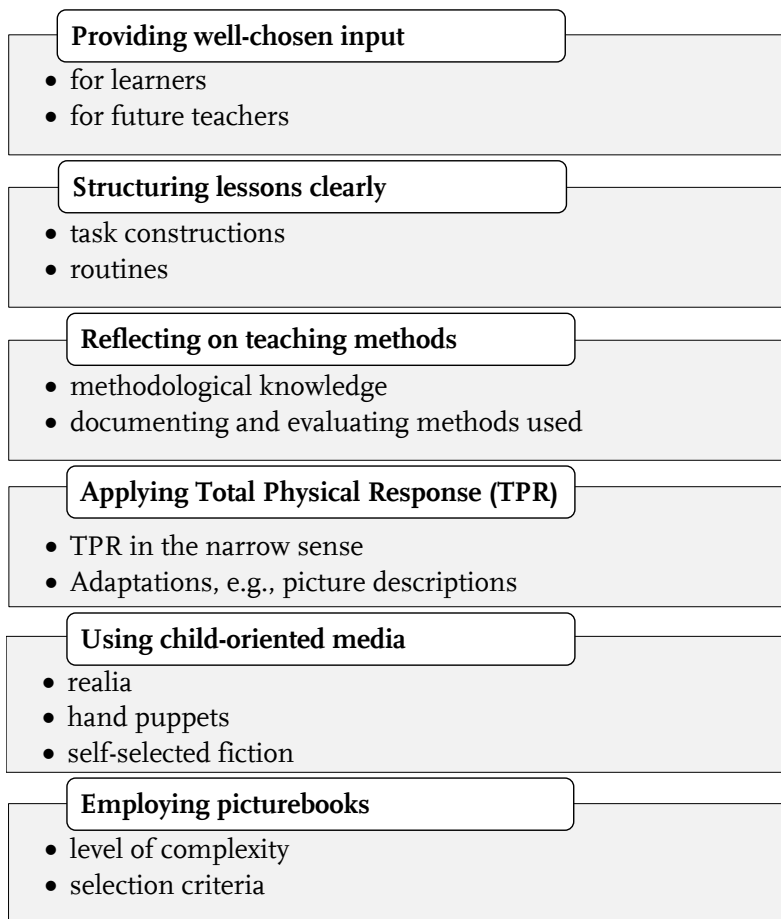 Providing well-chosen input
• for learners
• for future teachers
Structuring lessons clearly
• task constructions
• routines
Reflecting on teaching methods
• methodological knowledge
• documenting and evaluating methods used
Applying Total Physical Response (TPR)
• TPR in the narrow sense
• Adaptations, e.g., picture descriptions
Using child-oriented media
• realia
• hand puppets
• self-selected fiction
Employing picturebooks
• level of complexity
• selection criteria